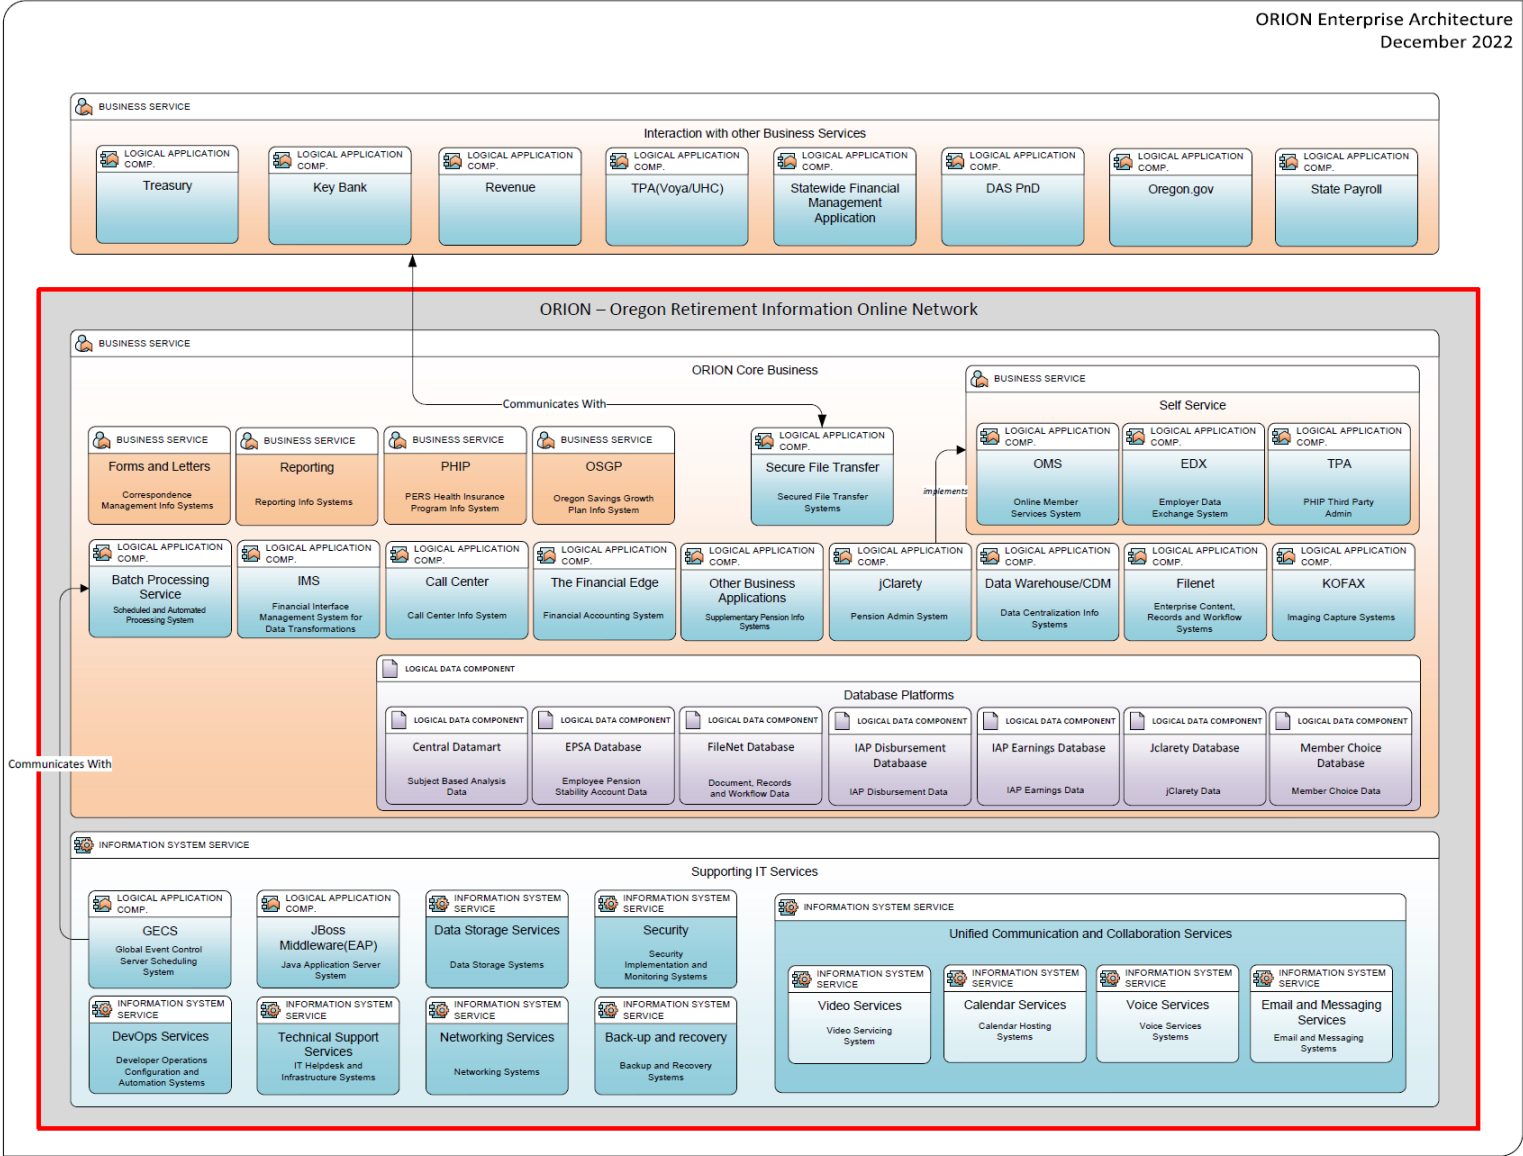 ORION Enterprise Architecture
December 2022
BUSINESS SERVICE
Interaction with other Business Services
LOGICAL APPLICATION
COMP.
Treasury
LOGICAL APPLICATION
COMP.
Key Bank
LOGICAL APPLICATION
COMP.
Revenue
LOGICAL APPLICATION
COMP.
TPA(Voya/UHC)
LOGICAL APPLICATION
COMP.
Statewide Financial
Management
Application
LOGICAL APPLICATION
COMP.
DAS PnD
LOGICAL APPLICATION
COMP.
Oregon.gov
LOGICAL APPLICATION
COMP.
State Payroll
ORION – Oregon Retirement Information Online Network
BUSINESS SERVICE
ORION Core Business
Communicates With
BUSINESS SERVICE
Self Service
LOGICAL APPLICATION
COMP.
OMS
Online Member
Services System
LOGICAL APPLICATION
COMP.
EDX
Employer Data
Exchange System
LOGICAL APPLICATION
COMP.
TPA
PHIP Third Party
Admin
BUSINESS SERVICE
Forms and Letters
Correspondence
Management Info Systems
BUSINESS SERVICE
Reporting
Reporting Info Systems
BUSINESS SERVICE
PHIP
PERS Health Insurance
Program Info System
BUSINESS SERVICE
OSGP
Oregon Savings Growth
Plan Info System
LOGICAL APPLICATION
COMP.
Secure File Transfer
Secured File Transfer
Systems
implements
LOGICAL APPLICATION
COMP.
Batch Processing
Service
Scheduled and Automated
Processing System
LOGICAL APPLICATION
COMP.
IMS
Financial Interface
Management System for
Data Transformations
LOGICAL APPLICATION
COMP.
Call Center
Call Center Info System
LOGICAL APPLICATION
COMP.
The Financial Edge
Financial Accounting System
LOGICAL APPLICATION
COMP.
Other Business
Applications
Supplementary Pension Info
Systems
LOGICAL APPLICATION
COMP.
jClarety
Pension Admin System
LOGICAL APPLICATION
COMP.
Data Warehouse/CDM
Data Centralization Info
Systems
LOGICAL APPLICATION
COMP.
Filenet
Enterprise Content,
Records and Workflow
Systems
LOGICAL APPLICATION
COMP.
KOFAX
Imaging Capture Systems
LOGICAL DATA COMPONENT
Database Platforms
LOGICAL DATA COMPONENT
Central Datamart
Subject Based Analysis
Data
LOGICAL DATA COMPONENT
EPSA Database
Employee Pension
Stability Account Data
LOGICAL DATA COMPONENT
FileNet Database
Document, Records
and Workflow Data
LOGICAL DATA COMPONENT
IAP Disbursement
Databaase
IAP Disbursement Data
LOGICAL DATA COMPONENT
IAP Earnings Database
IAP Earnings Data
LOGICAL DATA COMPONENT
Jclarety Database
jClarety Data
LOGICAL DATA COMPONENT
Member Choice
Database
Member Choice Data
Communicates With
INFORMATION SYSTEM SERVICE
Supporting IT Services
LOGICAL APPLICATION
COMP.
GECS
Global Event Control
Server Scheduling
System
LOGICAL APPLICATION
COMP.
JBoss
Middleware(EAP)
Java Application Server
System
INFORMATION SYSTEM
SERVICE
Data Storage Services
Data Storage Systems
INFORMATION SYSTEM
SERVICE
Security
Security
Implementation and
Monitoring Systems
INFORMATION SYSTEM
SERVICE
DevOps Services
Developer Operations
Configuration and
Automation Systems
INFORMATION SYSTEM
SERVICE
Technical Support
Services
IT Helpdesk and
Infrastructure Systems
INFORMATION SYSTEM
SERVICE
Networking Services
Networking Systems
INFORMATION SYSTEM
SERVICE
Back-up and recovery
Backup and Recovery
Systems
INFORMATION SYSTEM SERVICE
Unified Communication and Collaboration Services
INFORMATION SYSTEM
SERVICE
Video Services
Video Servicing
System
INFORMATION SYSTEM
SERVICE
Calendar Services
Calendar Hosting
Systems
INFORMATION SYSTEM
SERVICE
Voice Services
Voice Services
Systems
INFORMATION SYSTEM
SERVICE
Email and Messaging
Services
Email and Messaging
Systems